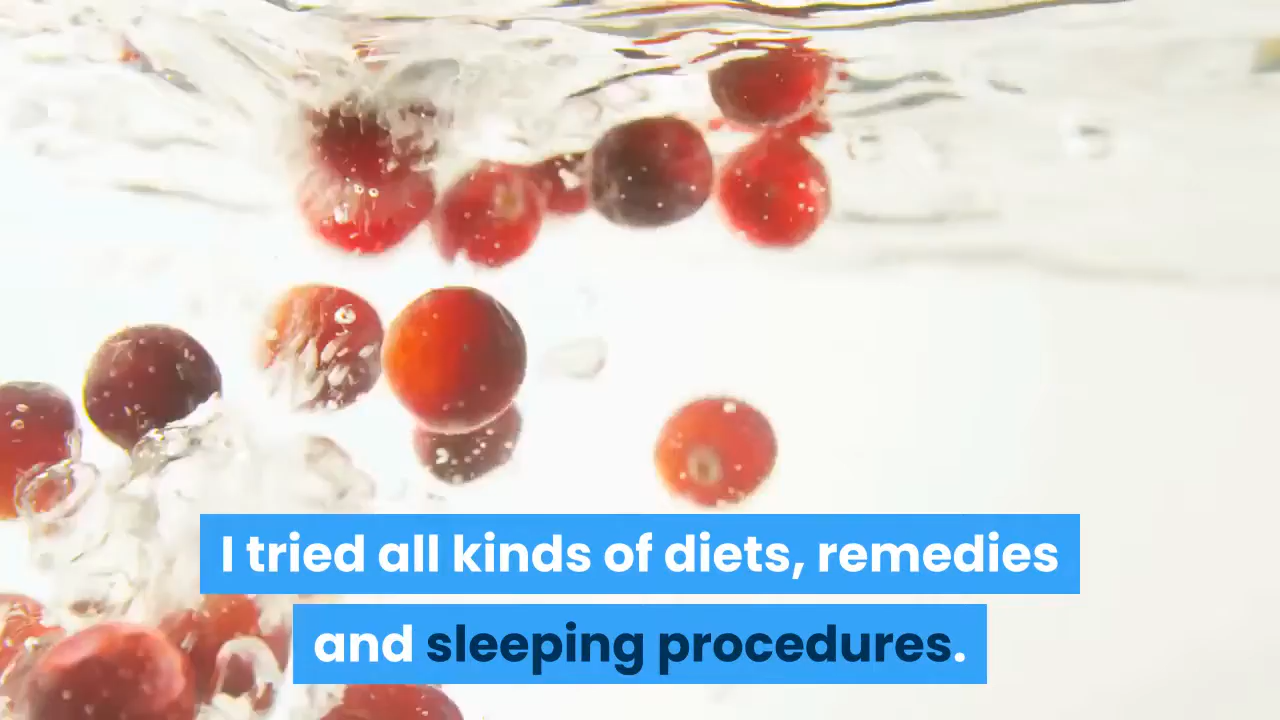 I tried all kinds of diets, remedies
and sleeping procedures.